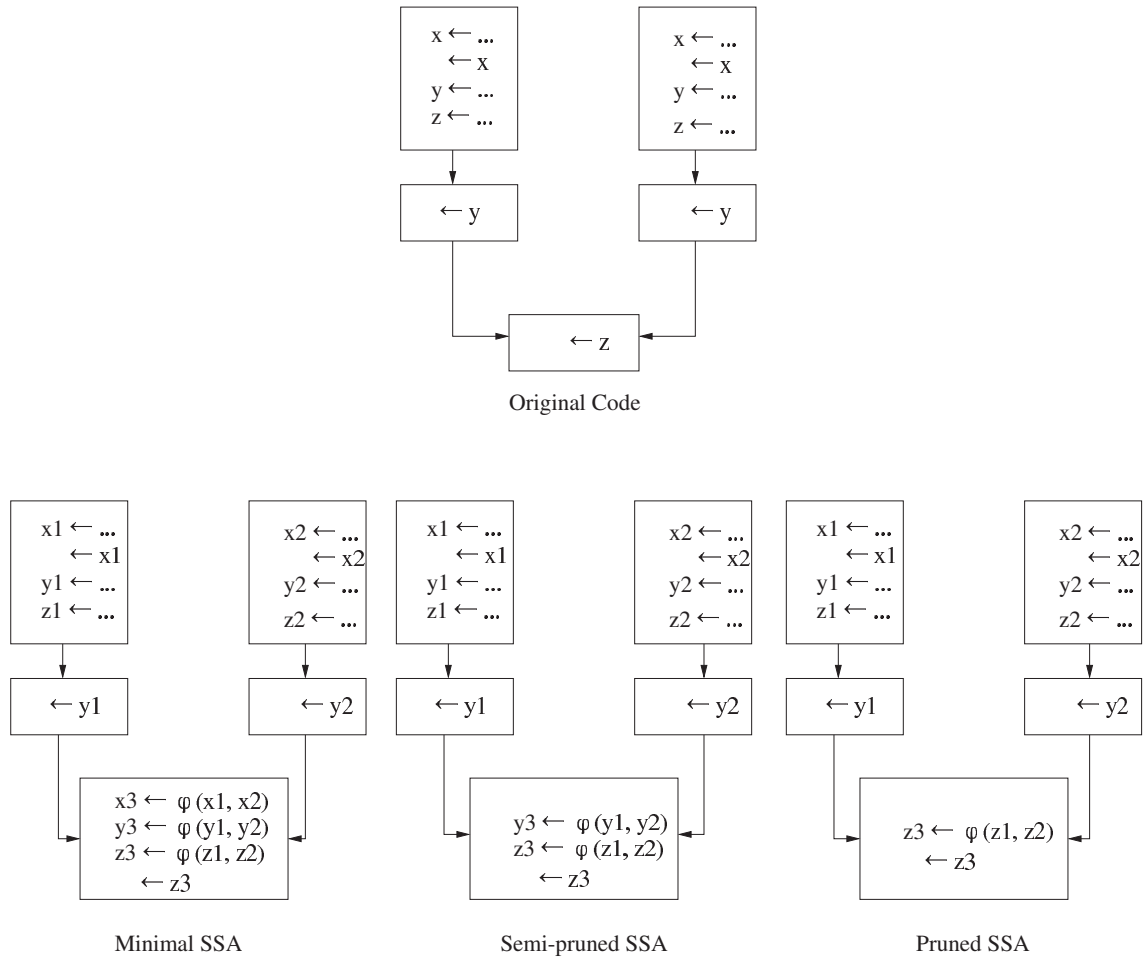 x ← ...
← x
y ← ...
z ← ...
x ← ...
← x
y ← ...
z ← ...
← y
← y
← z
Original Code
x1 ← ...
← x1
y1 ← ...
z1 ← ...
x2 ← ...
← x2
y2 ← ...
z2 ← ...
← y1
← y2
x3 ← φ (x1, x2)
y3 ← φ (y1, y2)
z3 ← φ (z1, z2)
← z3
Minimal SSA
x1 ← ...
← x1
y1 ← ...
z1 ← ...
x2 ← ...
← x2
y2 ← ...
z2 ← ...
← y1
← y2
y3 ← φ (y1, y2)
z3 ← φ (z1, z2)
← z3
Semi-pruned SSA
x1 ← ...
← x1
y1 ← ...
z1 ← ...
x2 ← ...
← x2
y2 ← ...
z2 ← ...
← y1
← y2
z3 ← φ (z1, z2)
← z3
Pruned SSA